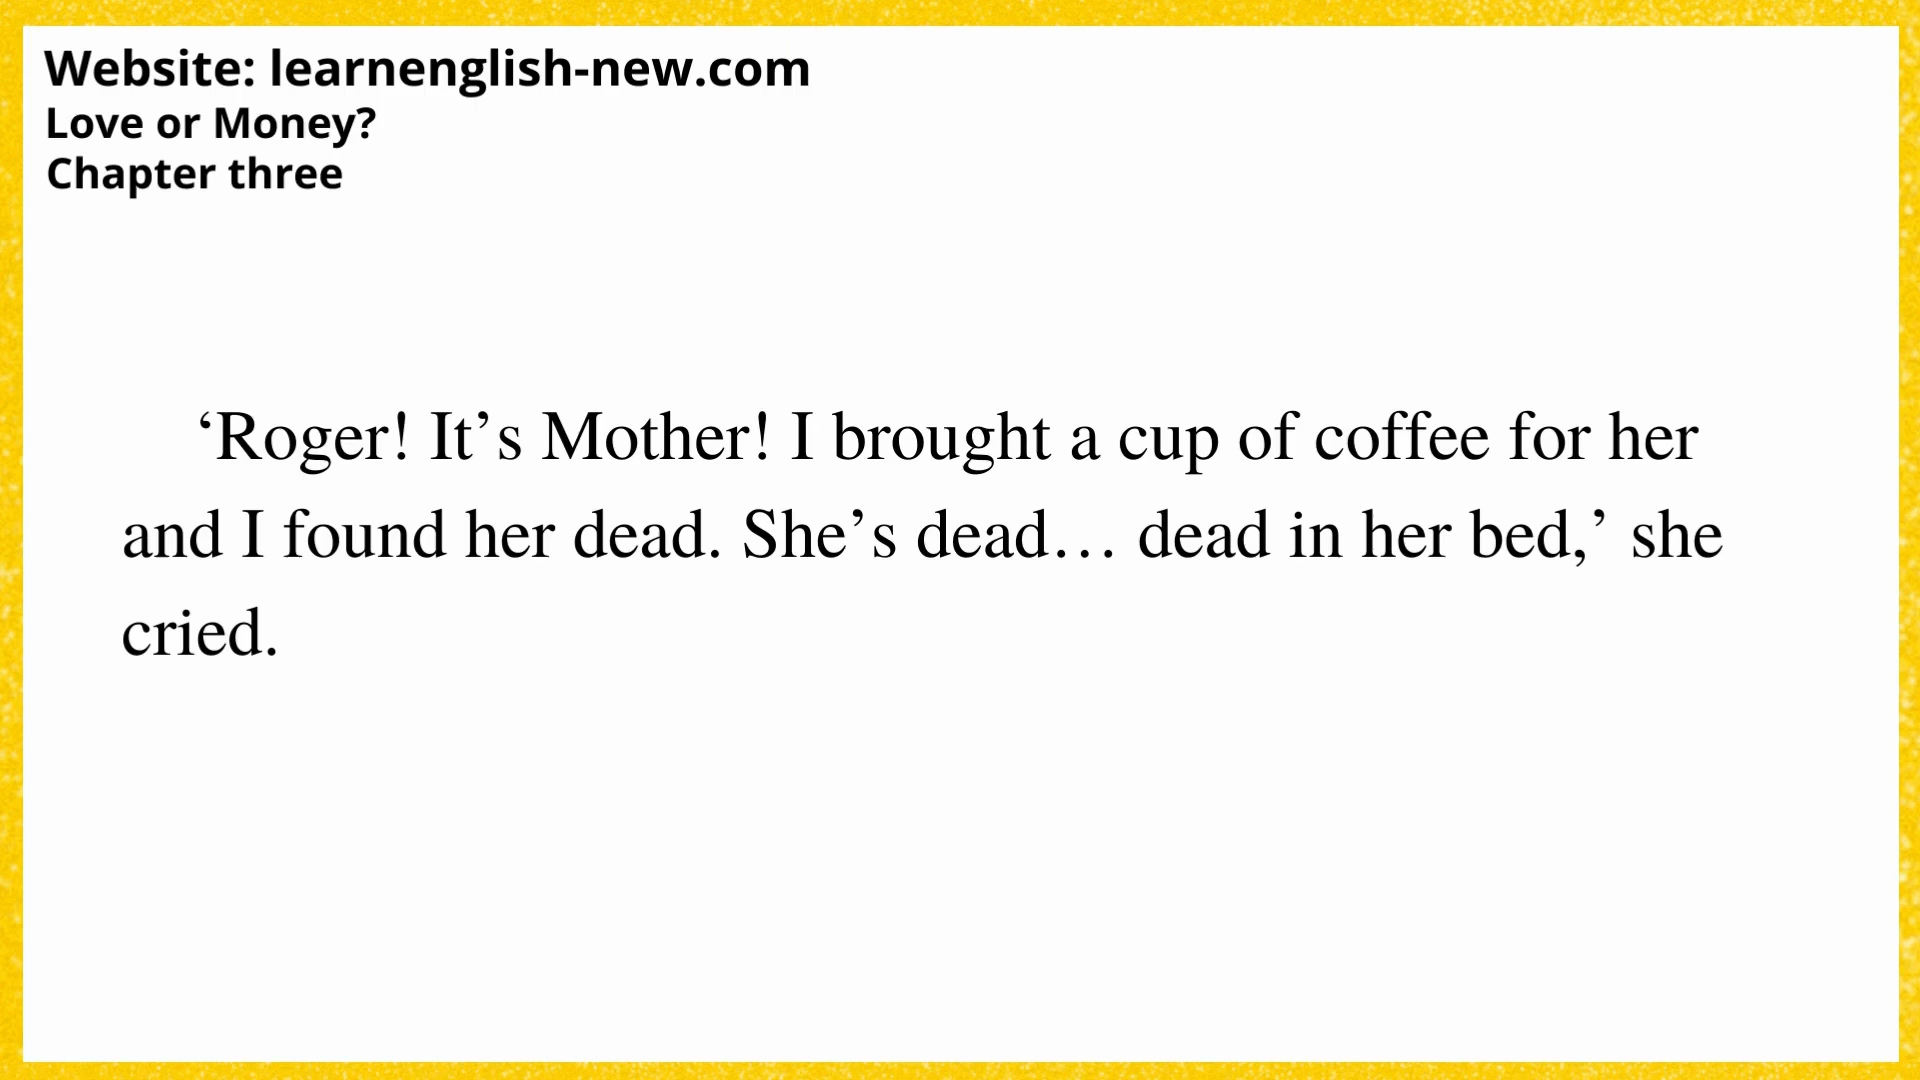 Website: learnenglish-new.com
Love or Money?
Chapter three
‘Roger! It’s Mother! I brought a cup of coffee for her
and I found her dead. She’s dead… dead in her bed,’ she
cried.